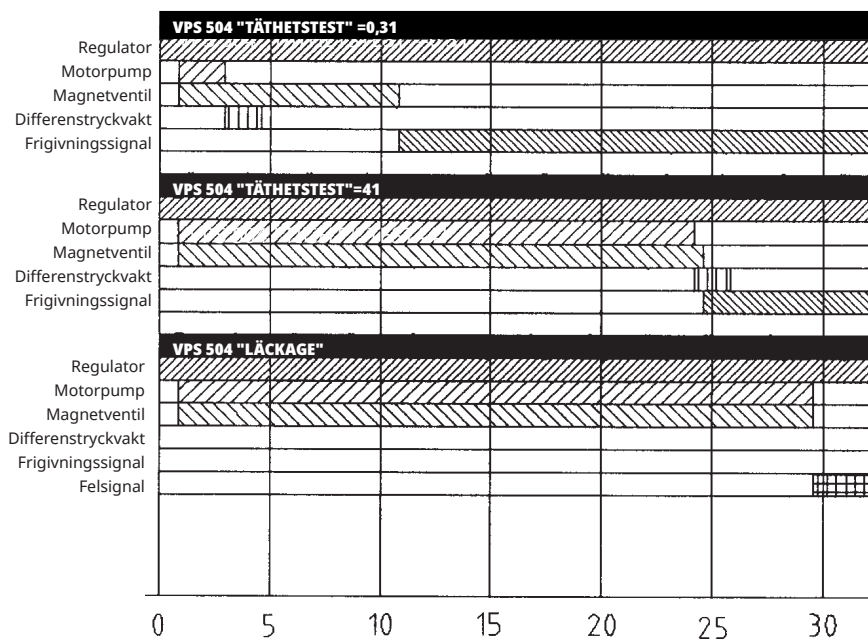 VPS 504 "TÄTHETSTEST" =0,31
Regulator
Motorpump
Magnetventil
Differenstryckvakt
Frigivningssignal
VPS 504 "TÄTHETSTEST"=41
Regulator
Motorpump
Magnetventil
Differenstryckvakt
Frigivningssignal
VPS 504 "LÄCKAGE"
Regulator
Motorpump
Magnetventil
Differenstryckvakt
Frigivningssignal
Felsignal
0 5 10 15 20 25 30